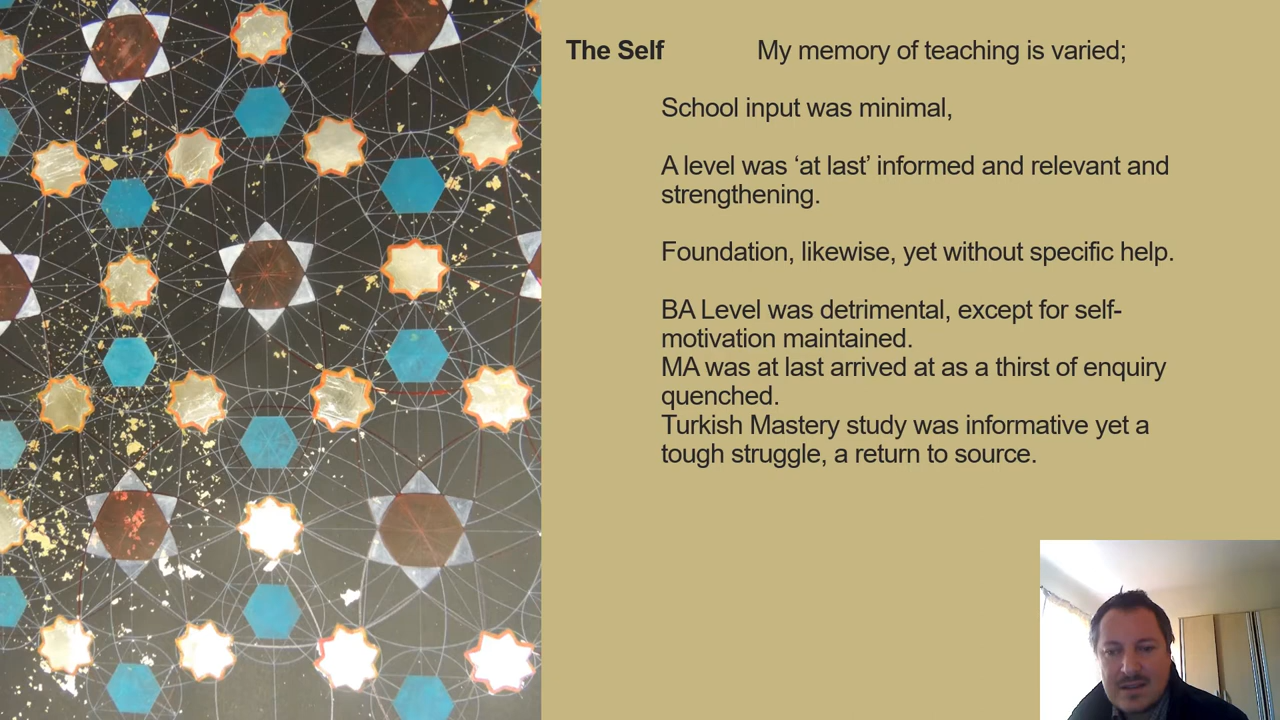 The Self My memory of teaching is varied;
School input was minimal,
A level was ‘at last’ informed and relevant and
strengthening.
Foundation, likewise, yet without specific help.
BA Level was detrimental, except for self-
motivation maintained.
MA was at last arrived at as a thirst of enquiry
quenched.
Turkish Mastery study was informative yet a
tough struggle, a return to source.